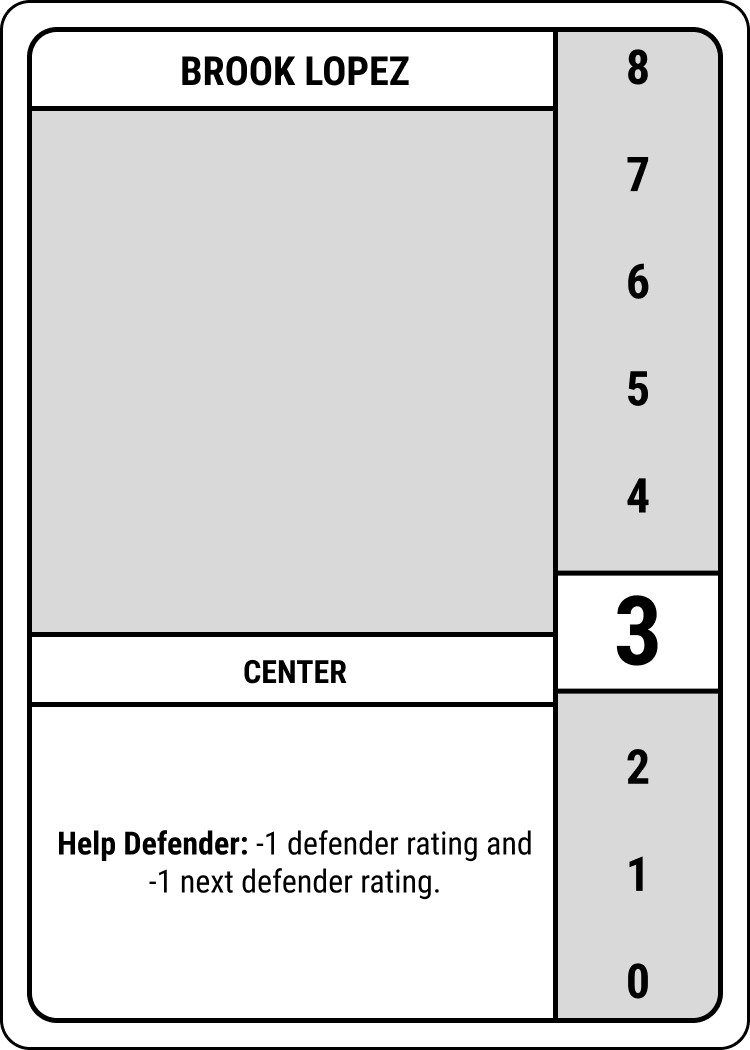 BROOK LOPEZ
8
7
6
5
4
3
2
1
0
CENTER
Help Defender: -1 defender rating and
-1 next defender rating.